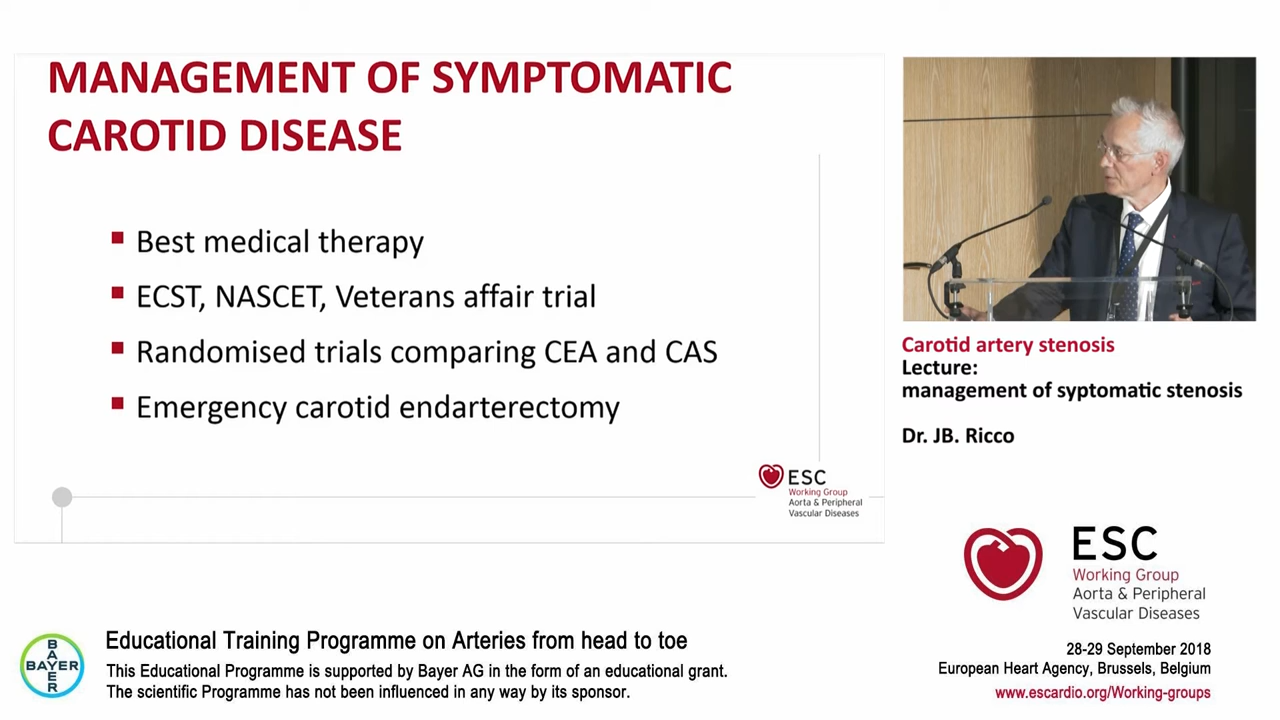 MANAGEMENT OF SYMPTOMATIC
CAROTID DISEASE
Best medical therapy
ECST, NASCET, Veterans affair trial
Randomised trials comparing CEA and CAS
Emergency carotid endarterectomy
ESC
Working Group
Aorta & Peripheral
Vascular Diseases
Carotid artery stenosis
Lecture:
management of syptomatic stenosis
Dr. JB. Ricco
ESC
Working Group
Aorta & Peripheral
Vascular Diseases
BAYER
BAYER
Educational Training Programme on Arteries from head to toe
This Educational Programme is supported by Bayer AG in the form of an educational grant.
The scientific Programme has not been influenced in any way by its sponsor.
28-29 September 2018
European Heart Agency, Brussels, Belgium
www.escardio.org/Working-groups